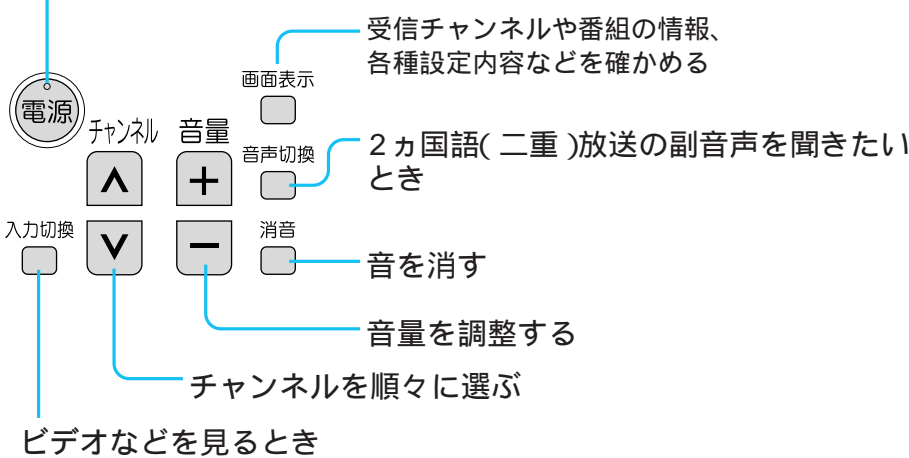 受信チャンネルや番組の情報、
各種設定内容などを確かめる
画面表示
電源
チャンネル
音量
音声切換
2ヵ国語(二重)放送の副音声を聞きたい
とき
入力切換
消音
音を消す
音量を調整する
チャンネルを順々に選ぶ
ビデオなどを見るとき